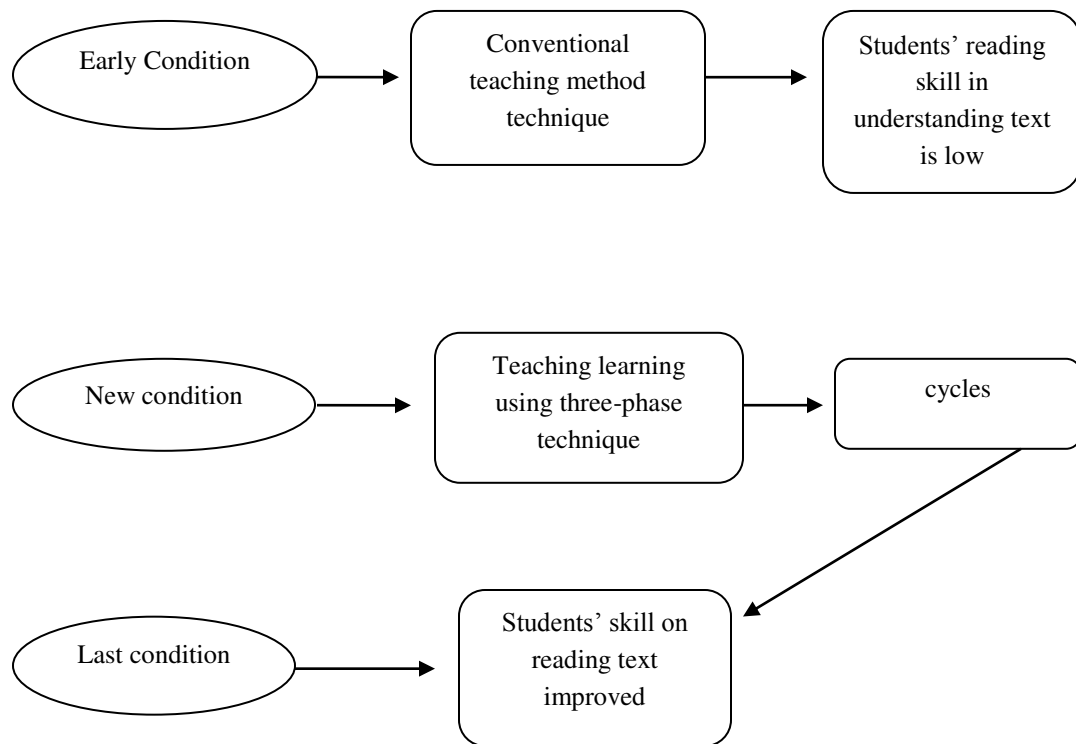 Early Condition
Conventional
teaching method
technique
Students’ reading
skill in
understanding text
is low
New condition
Teaching learning
using three-phase
technique
cycles
Last condition
Students’ skill on
reading text
improved